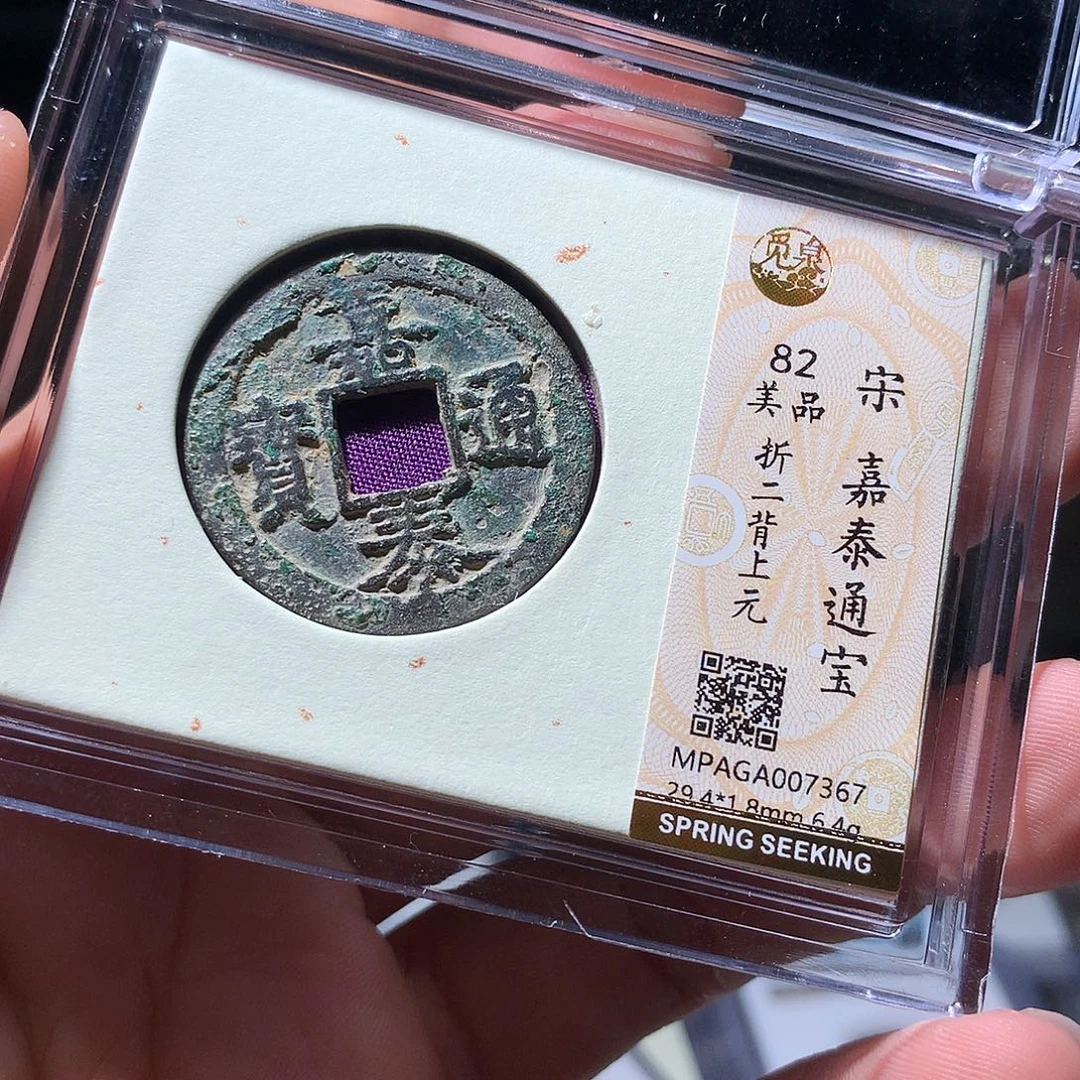 嘉泰通寶
觅泉
82
美品
折二背上元
宋 嘉泰通宝
MPAGA007367
29.4*1.8mm 6.4g
SPRING SEEKING